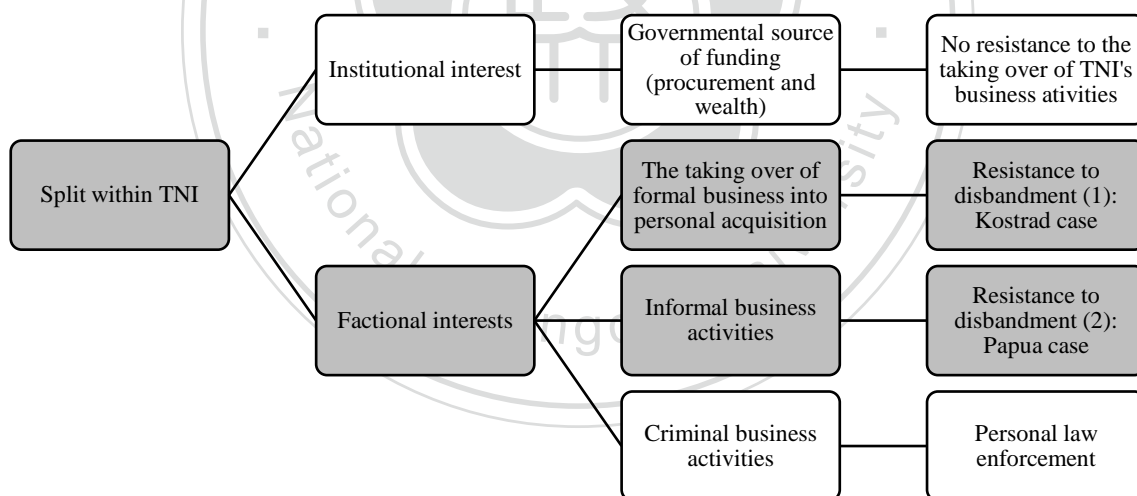 Institutional interest
Governmental source
of funding
(procurement and
wealth)
No resistance to the
taking over of TNI's
business ativities
Split within TNI
The taking over of
formal business into
personal acquisition
Resistance to
disbandment (1):
Kostrad case
Factional interests
Informal business
activities
Resistance to
disbandment (2):
Papua case
Criminal business
activities
Personal law
enforcement
National